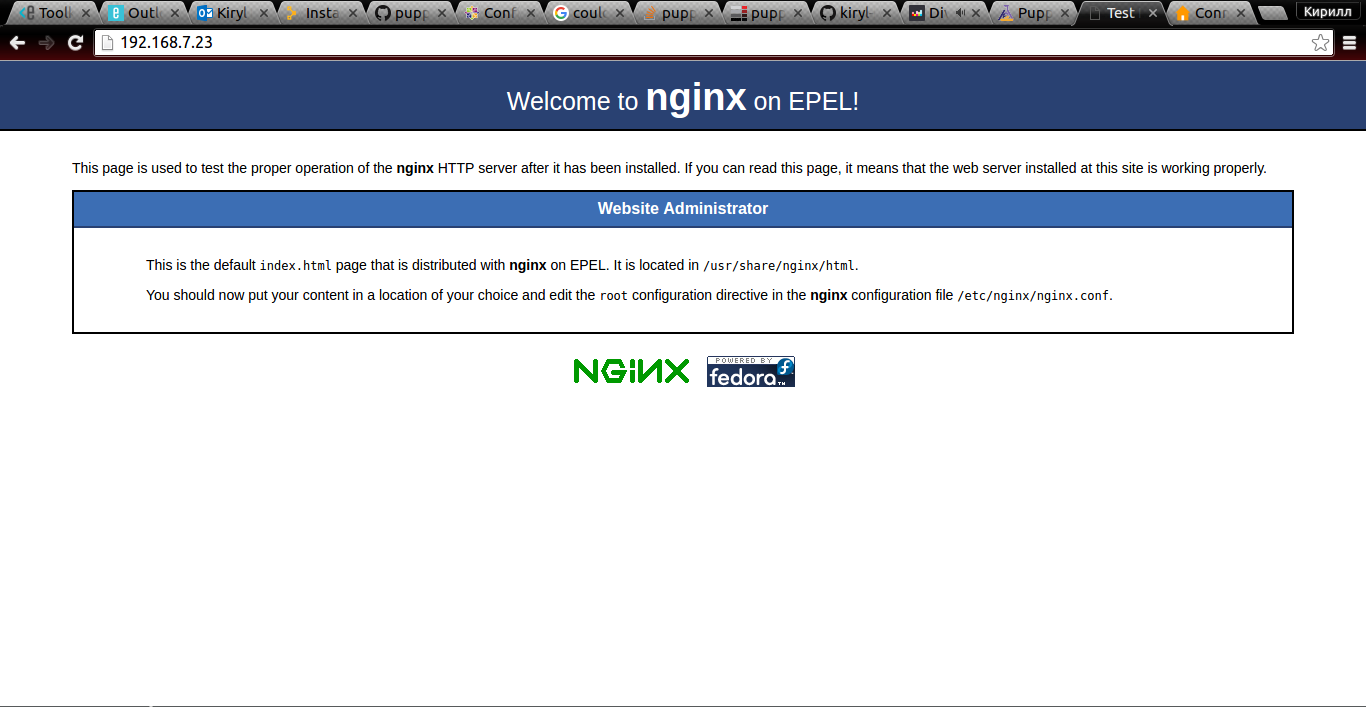 Toolk Outl Kiryl Insta pupp Conf coul pupp pupp kiryl Di Pupp Test Conn Кирилл
192.168.7.23
Welcome to nginx on EPEL!
This page is used to test the proper operation of the nginx HTTP server after it has been installed. If you can read this page, it means that the web server installed at this site is working properly.
Website Administrator
This is the default index.html page that is distributed with nginx on EPEL. It is located in /usr/share/nginx/html.
You should now put your content in a location of your choice and edit the root configuration directive in the nginx configuration file /etc/nginx/nginx.conf.
NGINX POWERED BY
fedora™